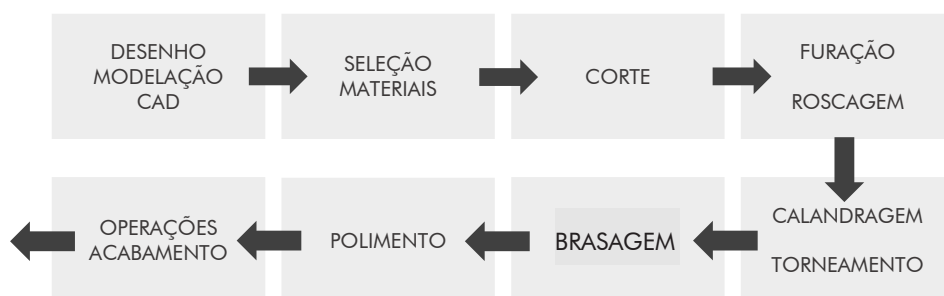 DESENHO
MODELAÇÃO
CAD
SELEÇÃO
MATERIAIS
CORTE
FURAÇÃO
ROSCAGEM
CALANDRAGEM
TORNEAMENTO
BRASAGEM
POLIMENTO
OPERAÇÕES
ACABAMENTO